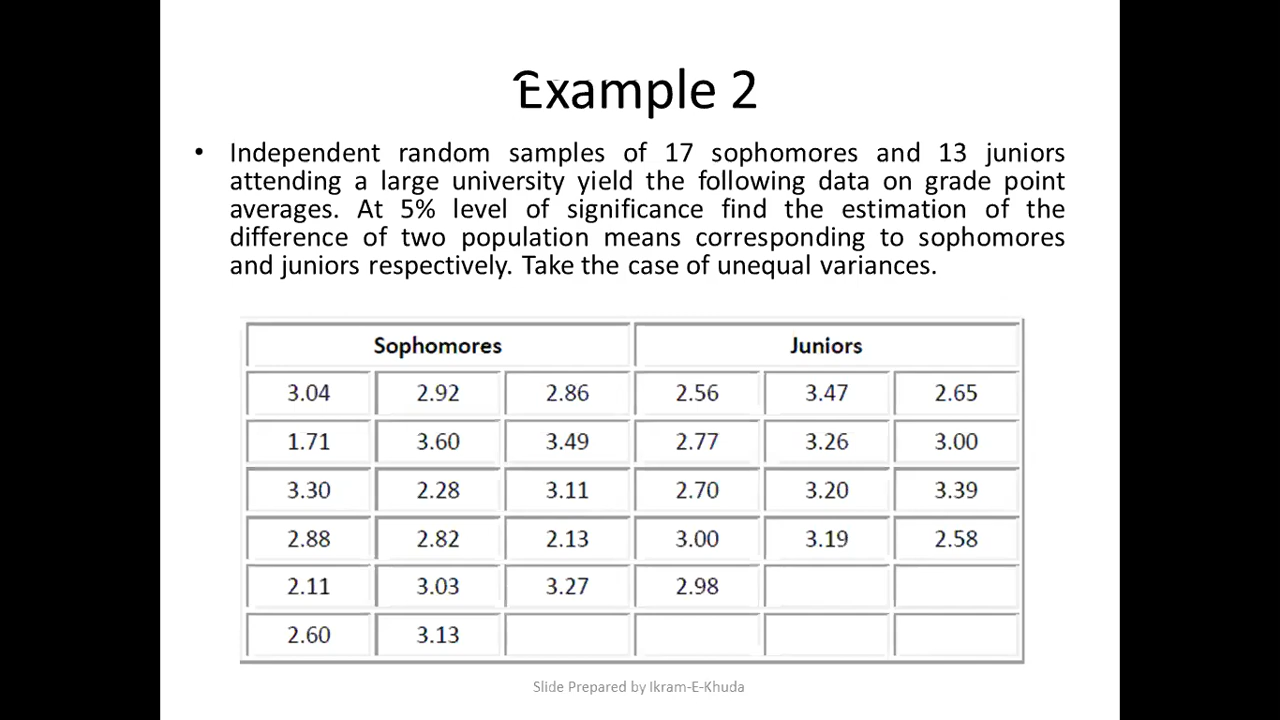 Example 2
• Independent random samples of 17 sophomores and 13 juniors
attending a large university yield the following data on grade point
averages. At 5% level of significance find the estimation of the
difference of two population means corresponding to sophomores
and juniors respectively. Take the case of unequal variances.
Sophomores Juniors
3.04 2.92 2.86 2.56 3.47 2.65
1.71 3.60 3.49 2.77 3.26 3.00
3.30 2.28 3.11 2.70 3.20 3.39
2.88 2.82 2.13 3.00 3.19 2.58
2.11 3.03 3.27 2.98
2.60 3.13
Slide Prepared by Ikram-E-Khuda